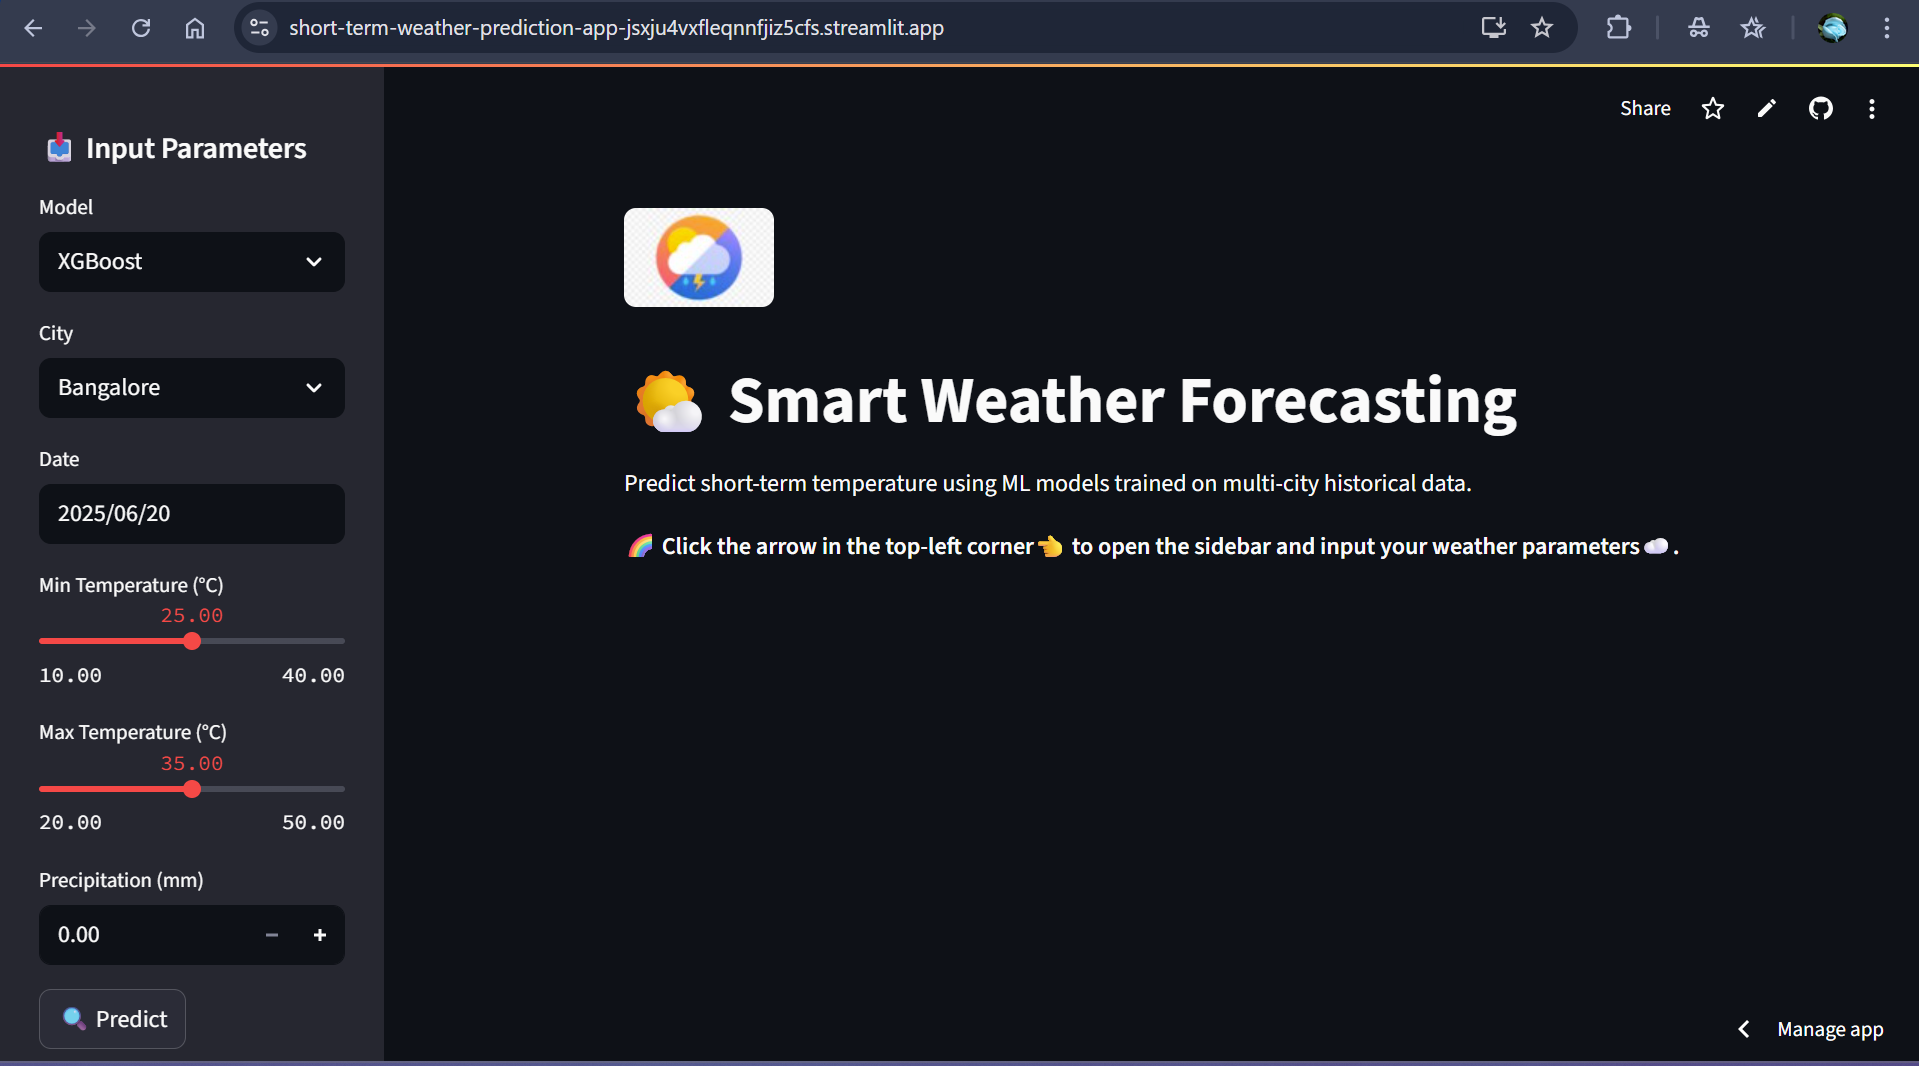 short-term-weather-prediction-app-jsxju4vxfleqnnfjiz5cfs.streamlit.app
Share
Input Parameters
Model
XGBoost
City
Bangalore
Date
2025/06/20
Min Temperature (°C)
25.00
10.00 40.00
Max Temperature (°C)
35.00
20.00 50.00
Precipitation (mm)
0.00
Predict
Smart Weather Forecasting
Predict short-term temperature using ML models trained on multi-city historical data.
🌈 Click the arrow in the top-left corner👈 to open the sidebar and input your weather parameters☁️.
Manage app